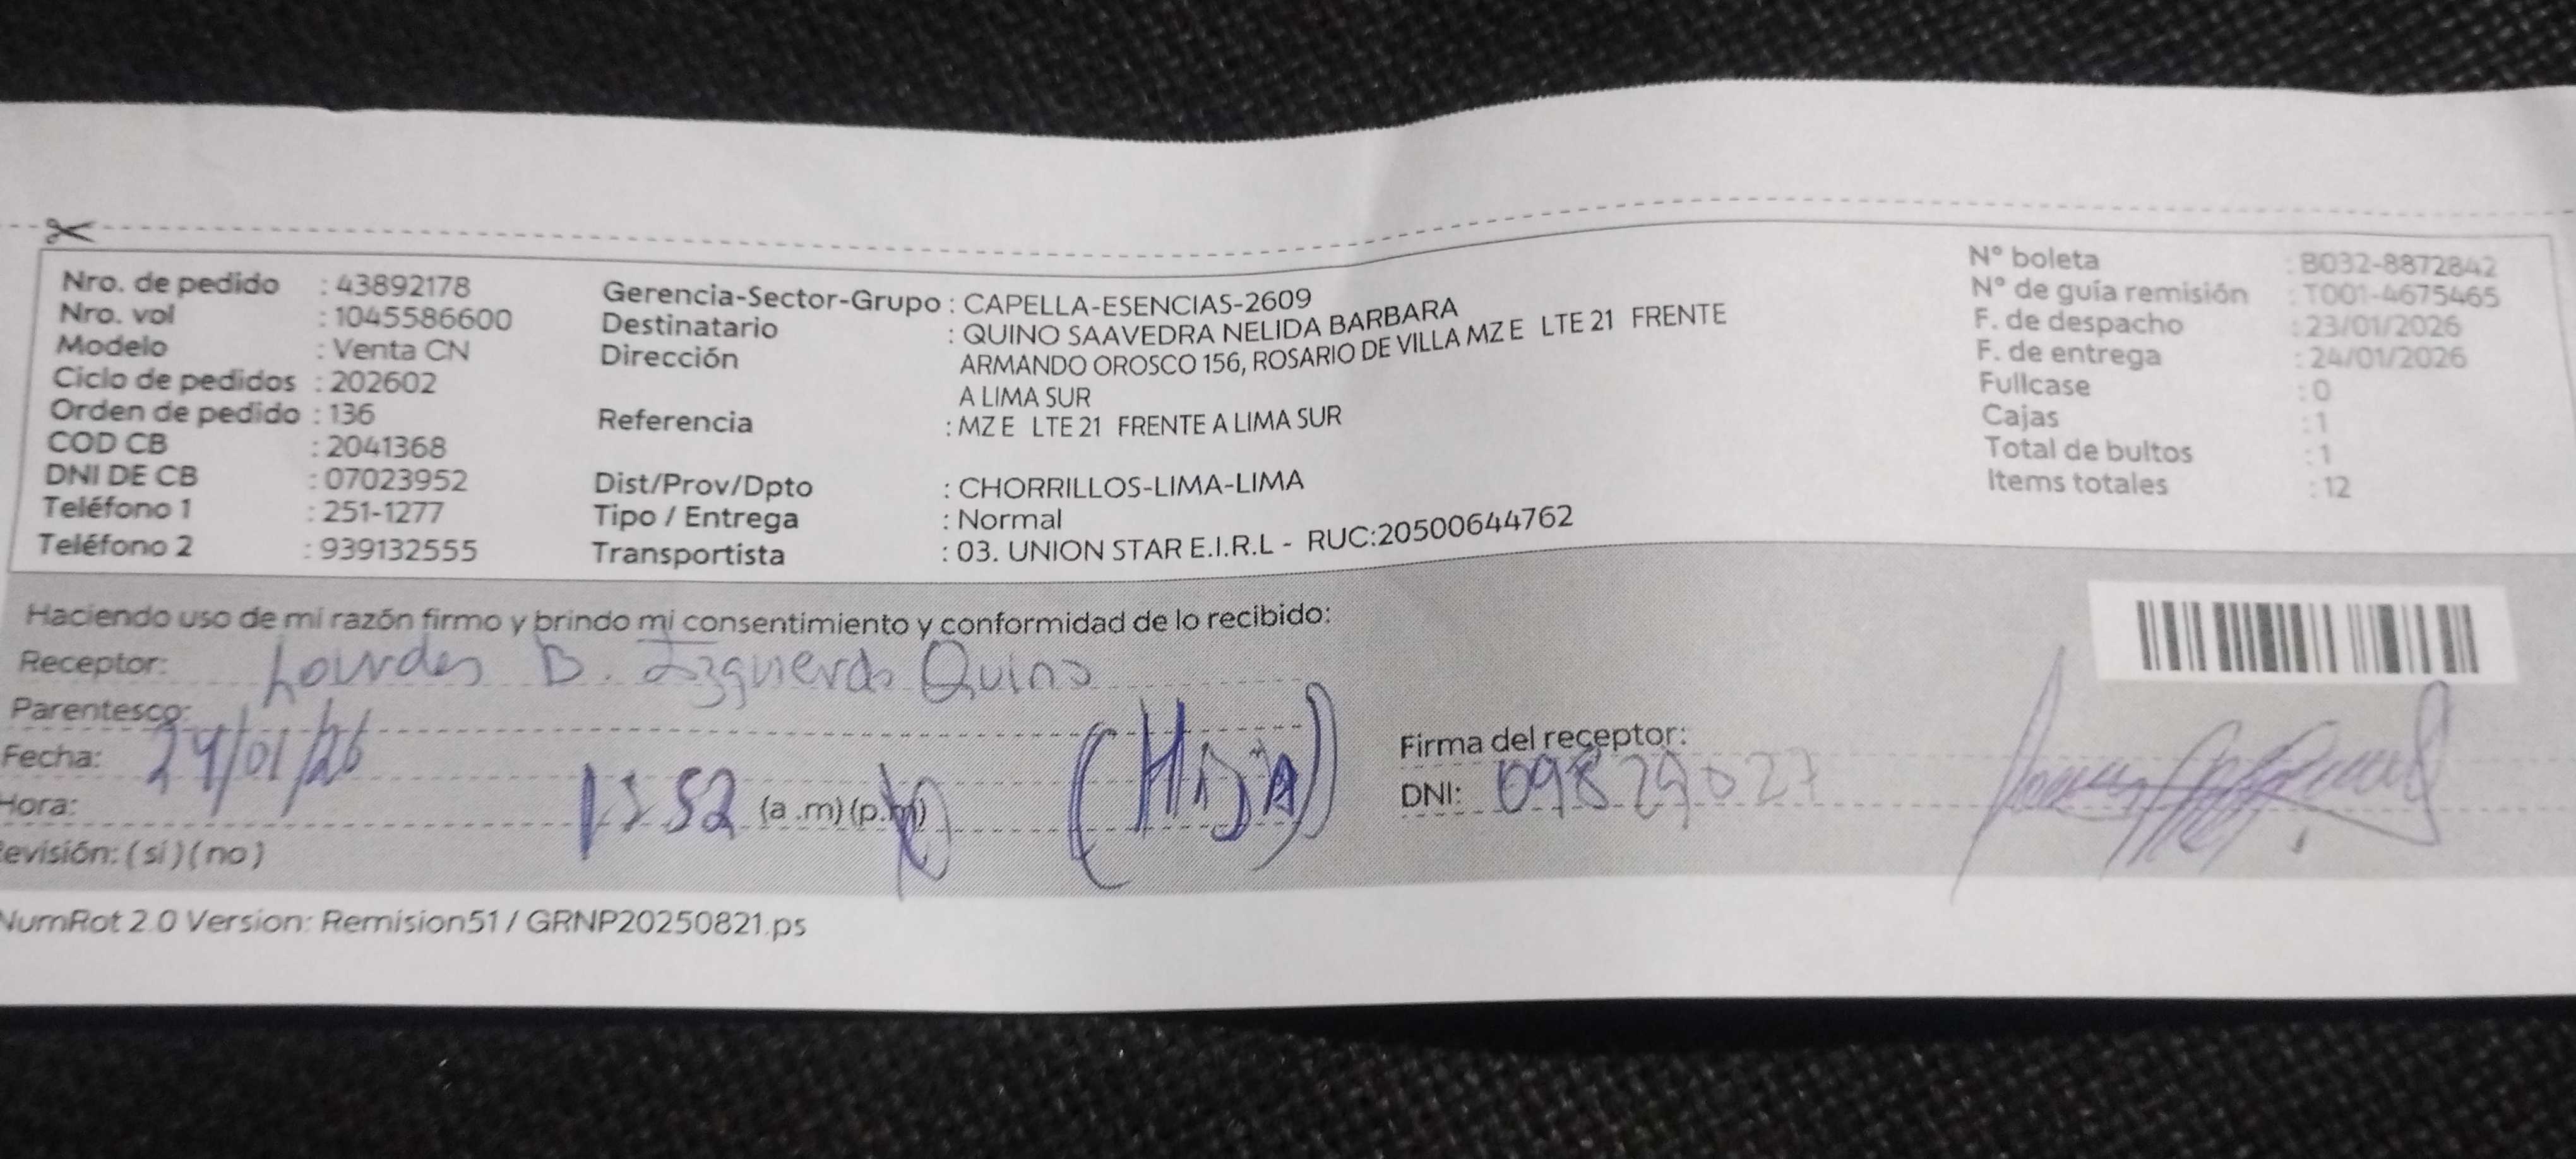 Nro. de pedido : 43892178
Nro. vol : 1045586600
Modelo : Venta CN
Ciclo de pedidos : 202602
Orden de pedido : 136
COD CB : 2041368
DNI DE CB : 07023952
Teléfono 1 : 251-1277
Teléfono 2 : 939132555
Gerencia-Sector-Grupo : CAPELLA-ESENCIAS-2609
Destinatario : QUINO SAAVEDRA NELIDA BARBARA
Dirección ARMANDO OROSCO 156, ROSARIO DE VILLA MZ E LTE 21 FRENTE
A LIMA SUR
Referencia : MZ E LTE 21 FRENTE A LIMA SUR
Dist/Prov/Dpto : CHORRILLOS-LIMA-LIMA
Tipo / Entrega : Normal
Transportista : 03. UNION STAR E.I.R.L - RUC:20500644762
N° boleta : B032-8872842
N° de guía remisión : T001-4675465
F. de despacho : 23/01/2026
F. de entrega : 24/01/2026
Fullcase : 0
Cajas : 1
Total de bultos : 1
Items totales : 12
Haciendo uso de mi razón firmo y brindo mi consentimiento y conformidad de lo recibido:
Receptor: Lourdes B. Izquierdo Quino
Parentesco:
Fecha: 24/01/26
(HIJA)
Hora: (a .m) (p.m)
Firma del receptor:
DNI: 09829027
evisión: ( si ) ( no )
NumRot 2.0 Version: Remision51 / GRNP20250821.ps